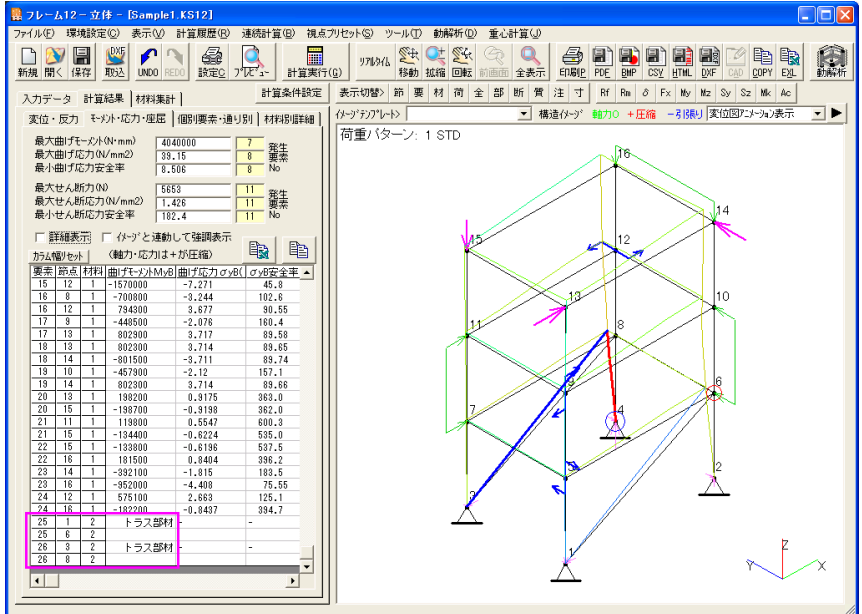 フレーム12－立体 - [Sample1.KS12]
ファイル(F) 環境設定(C) 表示(V) 計算履歴(R) 連続計算(B) 視点プリセット(S) ツール(T) 動解析(D) 重心計算(J)
新規 開く 保存 取込 UNDO REDO 設定C プレビュー 計算実行(G) リアルタイム 移動 拡縮 回転 前画面 全表示 印刷P PDF BMP CSV HTML DXF CAD COPY EXL 動解析
入力データ 計算結果 材料集計 計算条件設定 表示切替> 節 要 材 荷 全 部 断 質 注 寸 Rf Rm δ Fx My Mz Sy Sz Mk Ac
変位・反力 モーメント・応力・座屈 個別要素・通り別 材料別詳細
イメージテンプレート> 構造イメージ 軸力0 +圧縮 -引張り 変位図アニメーション表示
荷重パターン: 1 STD
最大曲げモーメント(N・mm) 4040000 7
最大曲げ応力(N/mm2) 39.15 8
最小曲げ応力安全率 8.506 8
発生
要素
No
最大せん断力(N) 5653 11
最大せん断応力(N/mm2) 1.426 11
最小せん断応力安全率 182.4 11
発生
要素
No
詳細表示 イメージと連動して強調表示
カラム幅リセット (軸力・応力は+が圧縮)
要素 節点 材料 曲げモーメントMyB 曲げ応力σyB( σyB安全率
15 12 1 -1570000 -7.271 45.8
16 8 1 -700800 -3.244 102.6
16 12 1 794300 3.677 90.55
17 9 1 -448500 -2.076 160.4
17 13 1 802900 3.717 89.58
18 13 1 802300 3.714 89.65
18 14 1 -801500 -3.711 89.74
19 10 1 -457900 -2.12 157.1
19 14 1 802300 3.714 89.66
20 13 1 198200 0.9175 363.0
20 15 1 -198700 -0.9198 362.0
21 11 1 119800 0.5547 600.3
21 15 1 -134400 -0.6224 535.0
22 15 1 -133800 -0.6196 537.5
22 16 1 181500 0.8404 396.2
23 14 1 -392100 -1.815 183.5
23 16 1 -952000 -4.408 75.55
24 12 1 575100 2.663 125.1
24 16 1 -182200 -0.8437 394.7
25 1 2 トラス部材 - -
25 6 2
26 3 2 トラス部材 - -
26 8 2
16
14
15
12
13
10
11
8
9
6
7
4
5
2
3
1
Z
Y
X